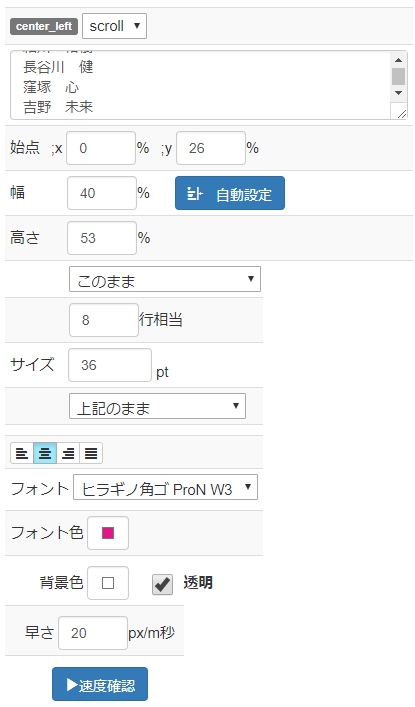 center_left scroll
長谷川　健
窪塚　心
吉野　未来
始点 ;x 0 % ;y 26 %
幅 40 % 自動設定
高さ 53 %
このまま
8 行相当
サイズ 36 pt
上記のまま
フォント ヒラギノ角ゴ ProN W3
フォント色
背景色 透明
早さ 20 px/m秒
▶速度確認